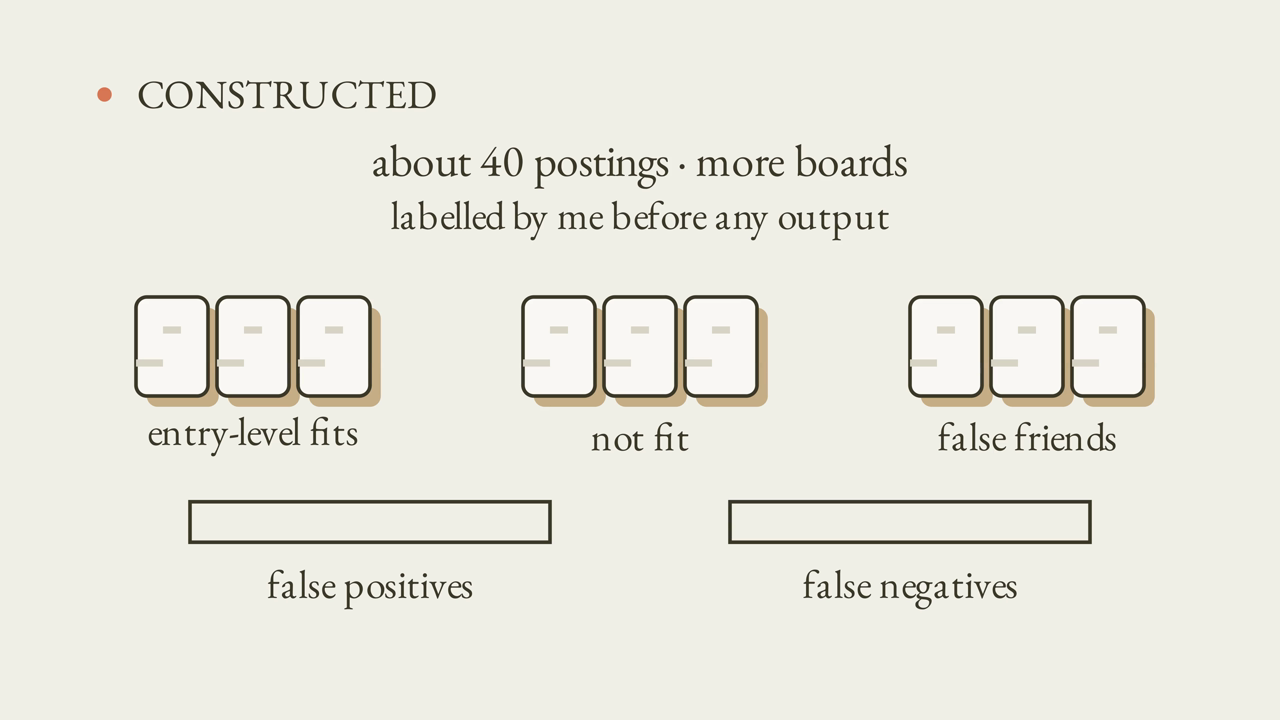 CONSTRUCTED
about 40 postings · more boards
labelled by me before any output
entry-level fits
not fit
false friends
false positives
false negatives